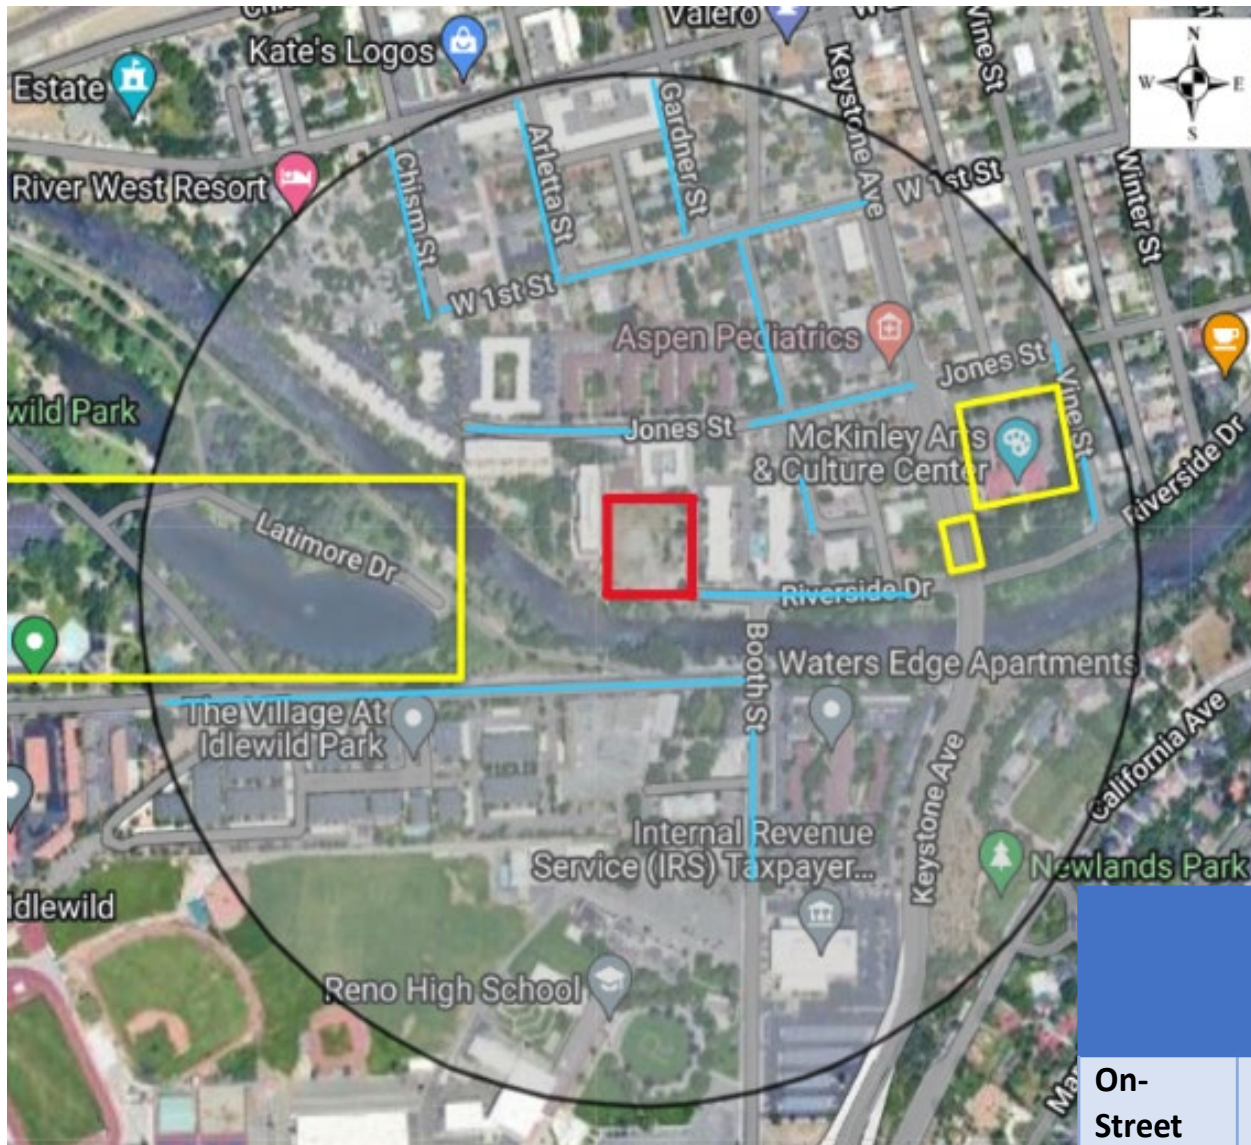 Valero
Kate's Logos
Estate
N
W
E
S
Keystone Ave
Vine St
Gardner St
Arletta St
Chism St
River West Resort
W 1st St
Winter St
W 1st St
Aspen Pediatrics
Jones St
Vine St
wild Park
Jones St
McKinley Arts
& Culture Center
Riverside Dr
Latimore Dr
Riverside Dr
Booth St
Waters Edge Apartments
The Village At
Idlewild Park
California Ave
Keystone Ave
Internal Revenue
Service (IRS) Taxpayer...
Newlands Park
Idlewild
Reno High School
On-
Street